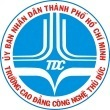 ỦY BAN NHÂN DÂN THÀNH PHỐ HỒ CHÍ MINH
TDC
TRƯỜNG CAO ĐẲNG CÔNG NGHỆ THỦ ĐỨC